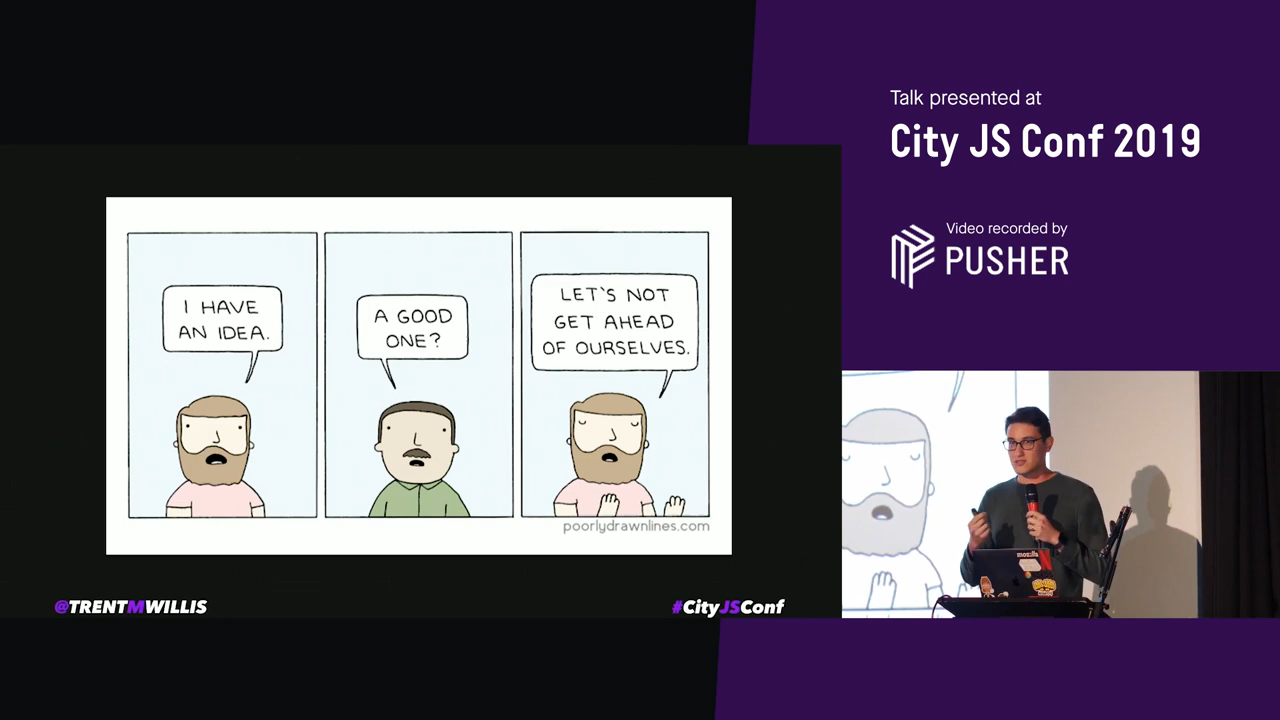 Talk presented at
City JS Conf 2019
Video recorded by
PUSHER
I HAVE
AN IDEA.
A GOOD
ONE?
LET'S NOT
GET AHEAD
OF OURSELVES.
poorlydrawnlines.com
@TRENTMWILLIS
#CityJSConf
mozilla